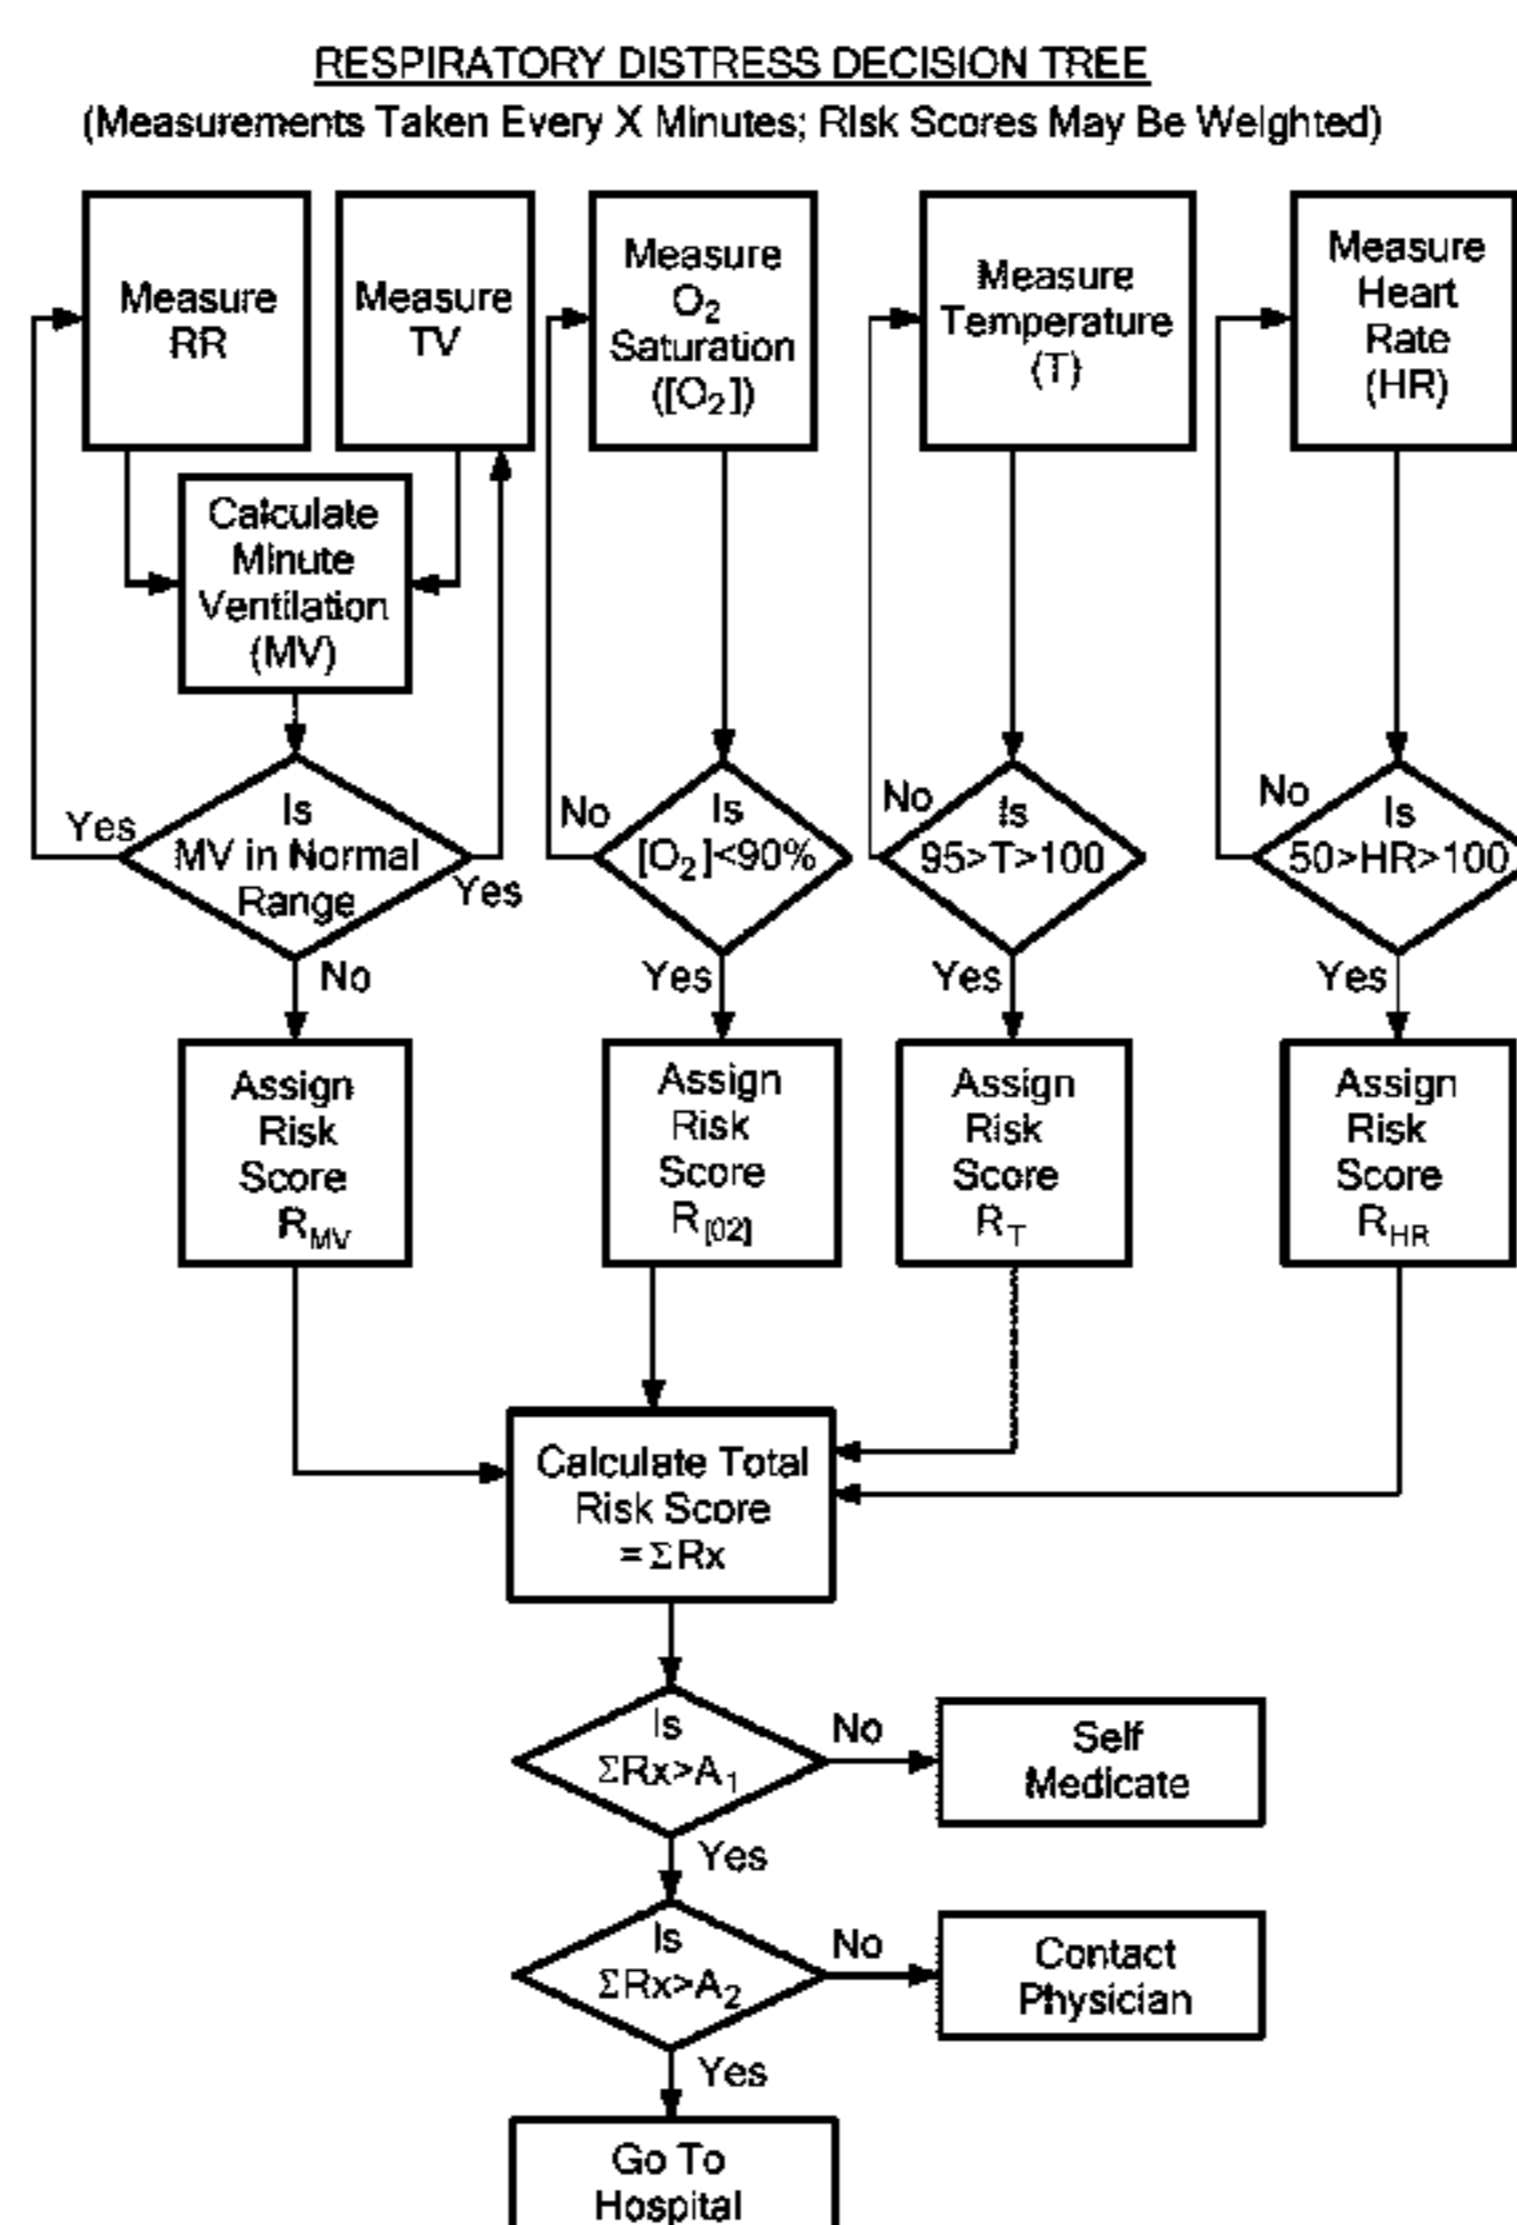 RESPIRATORY DISTRESS DECISION TREE
(Measurements Taken Every X Minutes; Risk Scores May Be Weighted)
Measure
RR
Measure
TV
Measure
O2
Saturation
([O2])
Measure
Temperature
(T)
Measure
Heart
Rate
(HR)
Calculate
Minute
Ventilation
(MV)
Yes
Is
MV in Normal
Range
Yes
No
No
Is
[O2]<90%
Yes
No
Is
95>T>100
Yes
No
Is
50>HR>100
Yes
Assign
Risk
Score
RMV
Assign
Risk
Score
R[02]
Assign
Risk
Score
RT
Assign
Risk
Score
RHR
Calculate Total
Risk Score
=ΣRx
Is
ΣRx>A1
No
Self
Medicate
Yes
Is
ΣRx>A2
No
Contact
Physician
Yes
Go To
Hospital